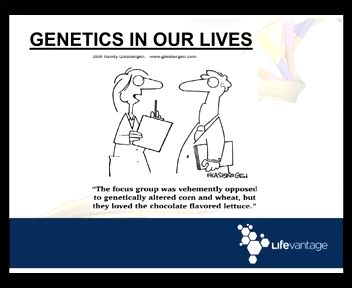 GENETICS IN OUR LIVES
2000 Randy Glasbergen. www.glasbergen.com
GLASBERGEN
"The focus group was vehemently opposed
to genetically altered corn and wheat, but
they loved the chocolate flavored lettuce."
Lifevantage